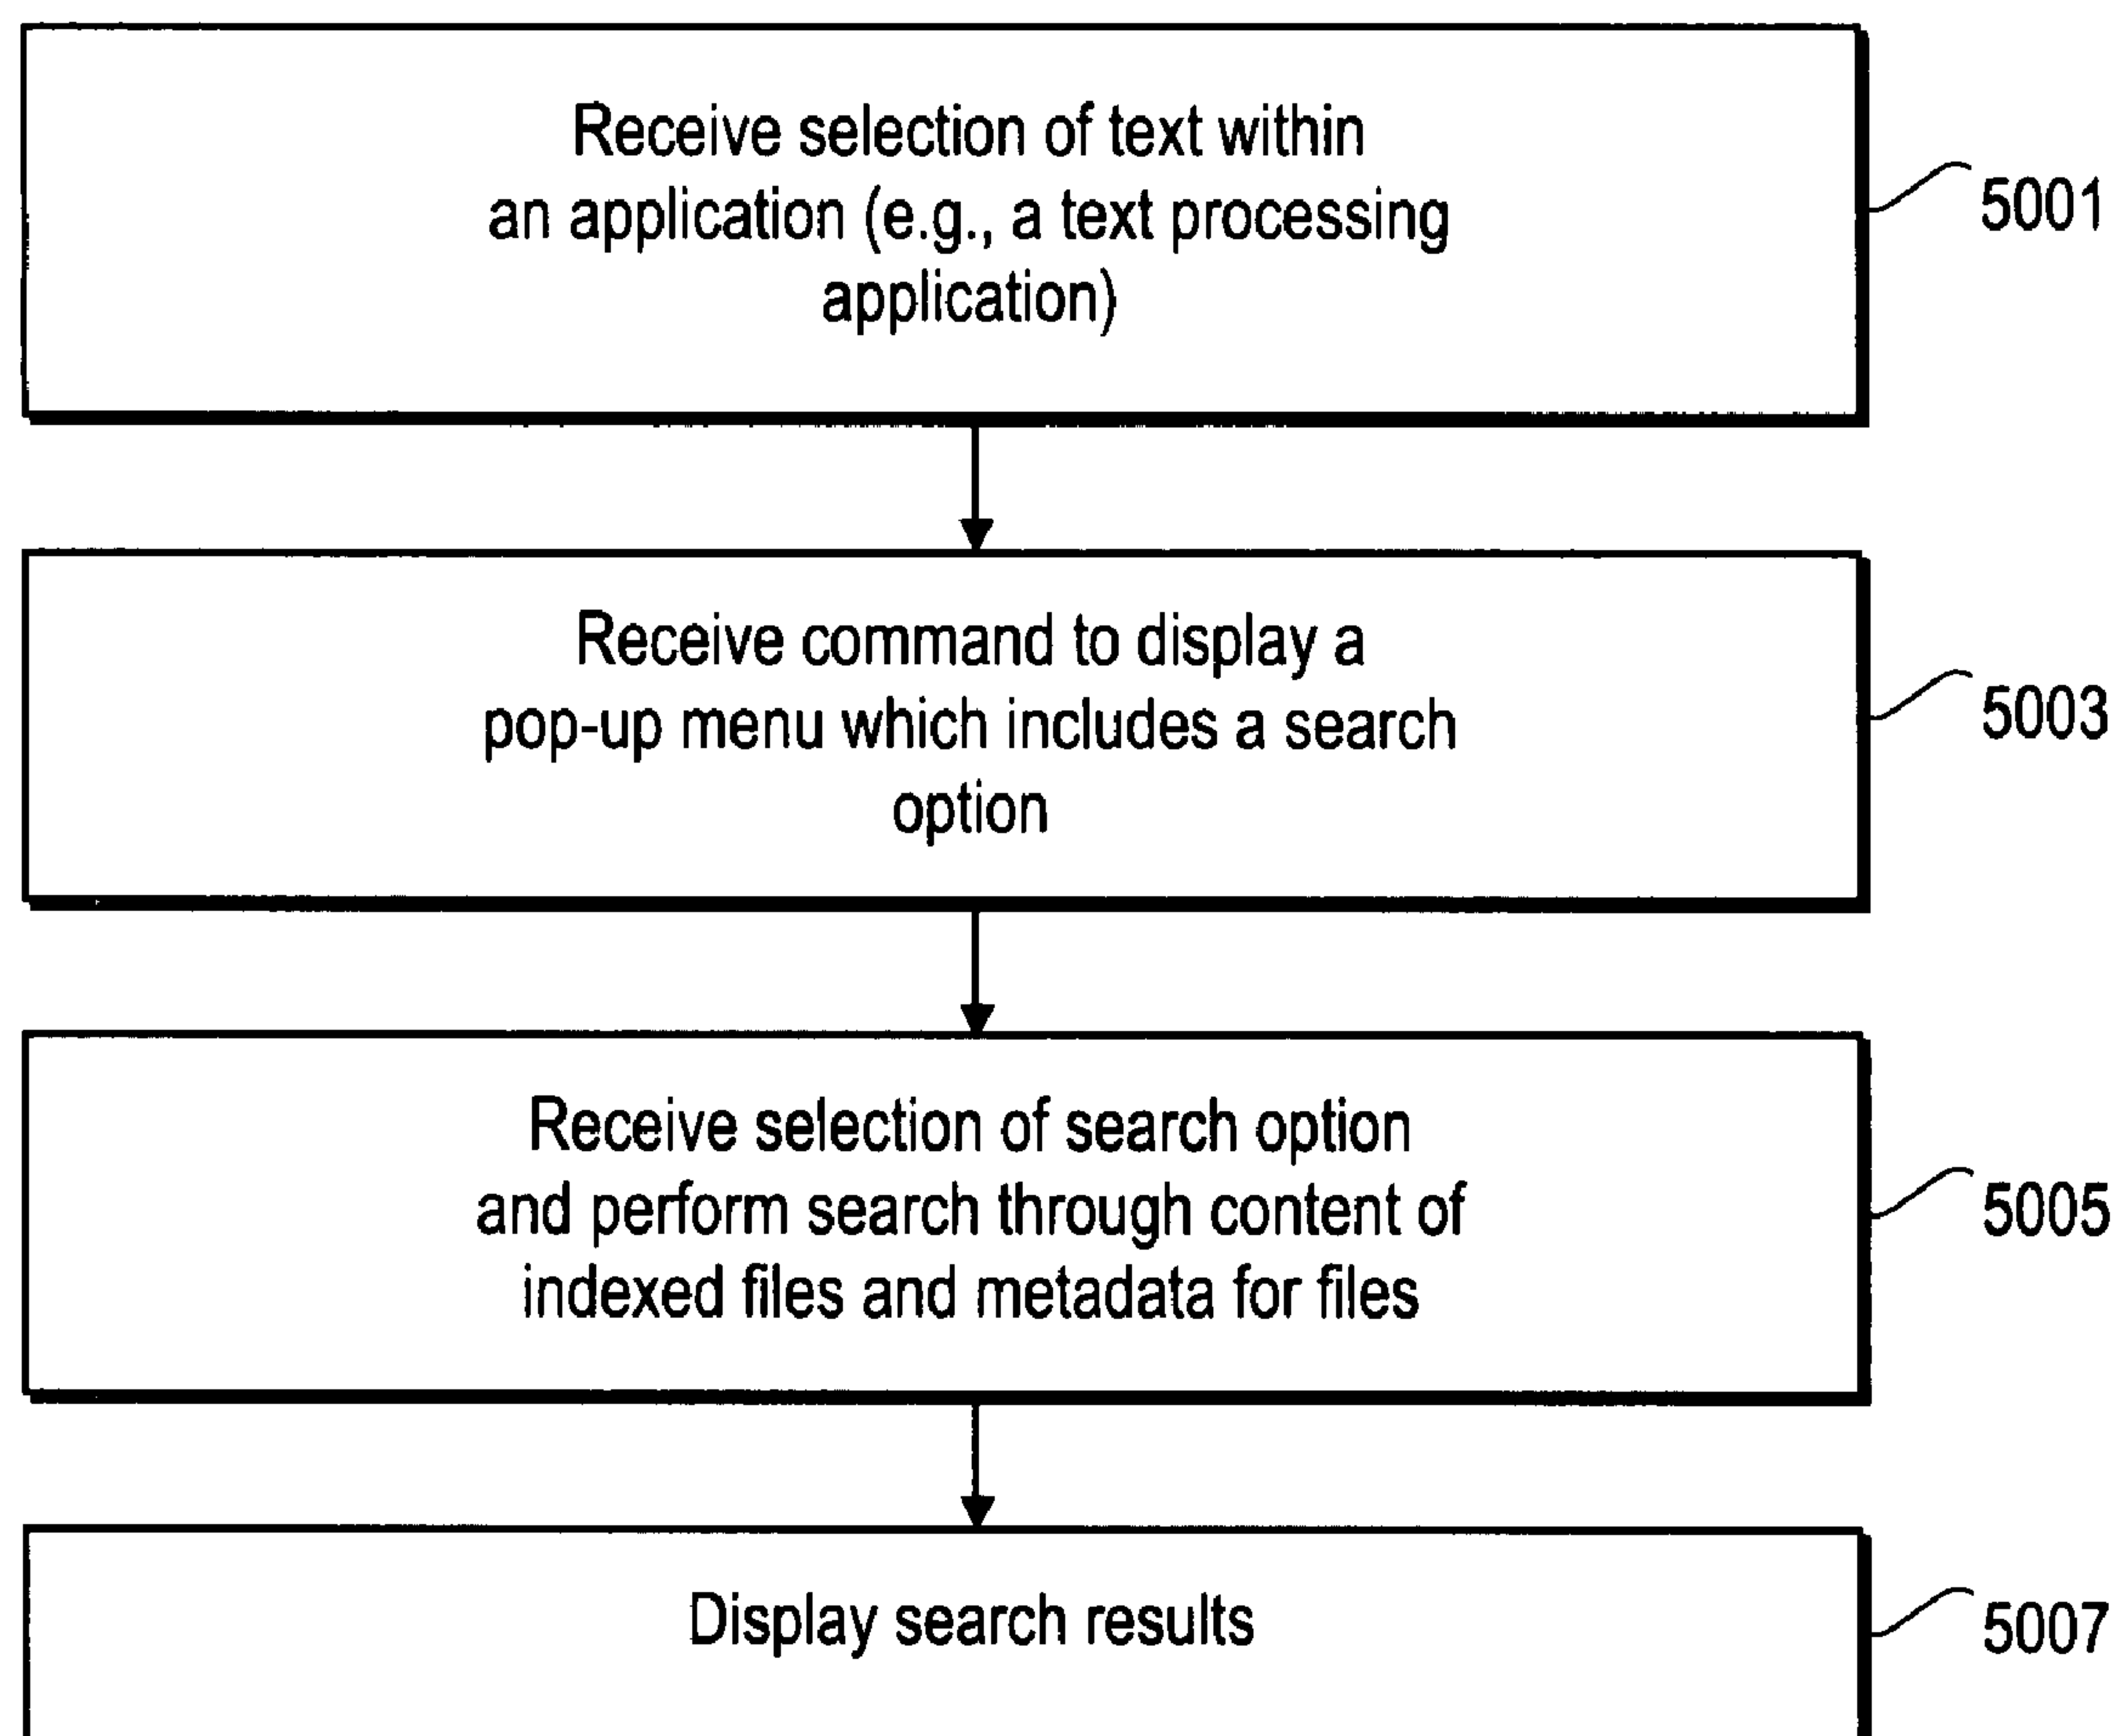 Receive selection of text within
an application (e.g., a text processing
application)
5001
Receive command to display a
pop-up menu which includes a search
option
5003
Receive selection of search option
and perform search through content of
indexed files and metadata for files
5005
Display search results
5007